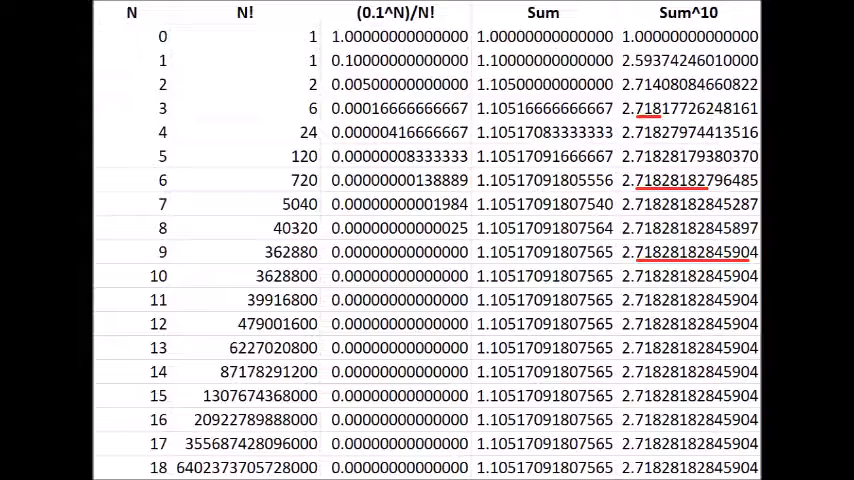 N N! (0.1^N)/N! Sum Sum^10
0 1 1.00000000000000 1.00000000000000 1.00000000000000
1 1 0.10000000000000 1.10000000000000 2.59374246010000
2 2 0.00500000000000 1.10500000000000 2.71408084660822
3 6 0.00016666666667 1.10516666666667 2.71817726248161
4 24 0.00000416666667 1.10517083333333 2.71827974413516
5 120 0.00000008333333 1.10517091666667 2.71828179380370
6 720 0.00000000138889 1.10517091805556 2.71828182796485
7 5040 0.00000000001984 1.10517091807540 2.71828182845287
8 40320 0.00000000000025 1.10517091807564 2.71828182845897
9 362880 0.00000000000000 1.10517091807565 2.71828182845904
10 3628800 0.00000000000000 1.10517091807565 2.71828182845904
11 39916800 0.00000000000000 1.10517091807565 2.71828182845904
12 479001600 0.00000000000000 1.10517091807565 2.71828182845904
13 6227020800 0.00000000000000 1.10517091807565 2.71828182845904
14 87178291200 0.00000000000000 1.10517091807565 2.71828182845904
15 1307674368000 0.00000000000000 1.10517091807565 2.71828182845904
16 20922789888000 0.00000000000000 1.10517091807565 2.71828182845904
17 355687428096000 0.00000000000000 1.10517091807565 2.71828182845904
18 6402373705728000 0.00000000000000 1.10517091807565 2.71828182845904